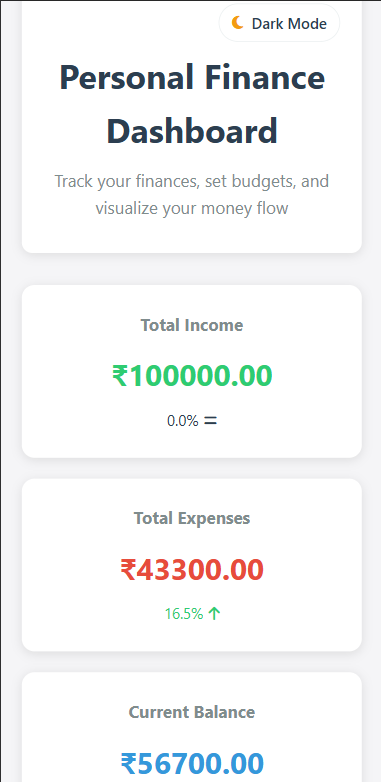 Dark Mode
Personal Finance
Dashboard
Track your finances, set budgets, and
visualize your money flow
Total Income
₹100000.00
0.0% =
Total Expenses
₹43300.00
16.5% ↑
Current Balance
₹56700.00